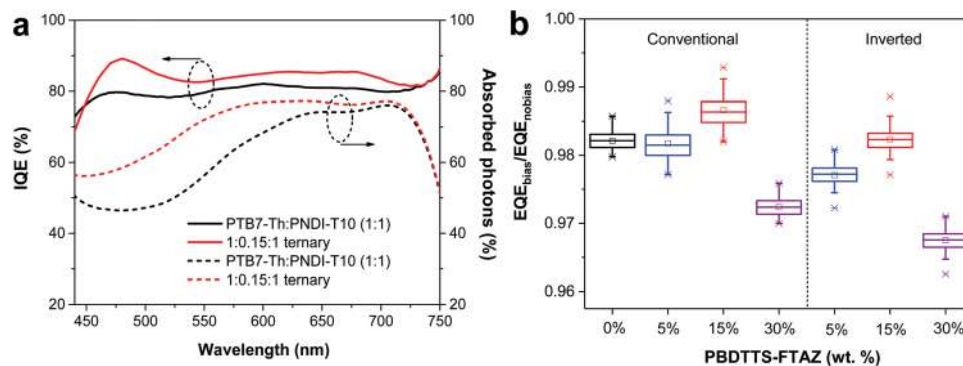 a
100
80
60
40
20
IQE (%)
450
500
550
600
650
700
750
Wavelength (nm)
100
80
60
40
20
Absorbed photons (%)
PTB7-Th:PNDI-T10 (1:1)
1:0.15:1 ternary
PTB7-Th:PNDI-T10 (1:1)
1:0.15:1 ternary
b
Conventional
Inverted
1.00
0.99
0.98
0.97
0.96
EQEbias/EQEnobias
0%
5%
15%
30%
5%
15%
30%
PBDTTS-FTAZ (wt. %)